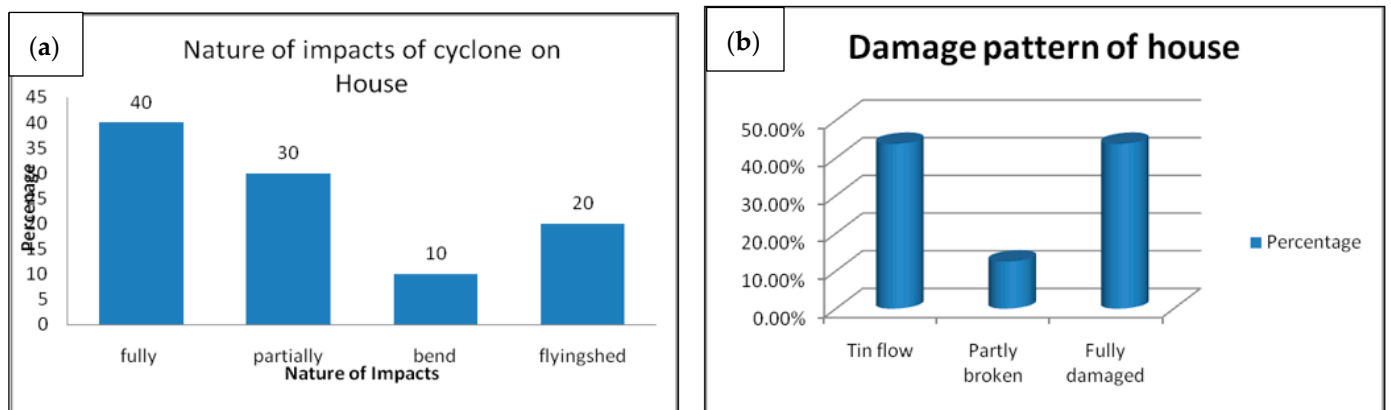 (a)
Nature of impacts of cyclone on
House
Percenage
45
40
35
30
25
20
15
10
5
0
40
30
10
20
fully
partially
bend
flyingshed
Nature of Impacts
(b)
Damage pattern of house
50.00%
40.00%
30.00%
20.00%
10.00%
0.00%
Tin flow
Partly
broken
Fully
damaged
Percentage